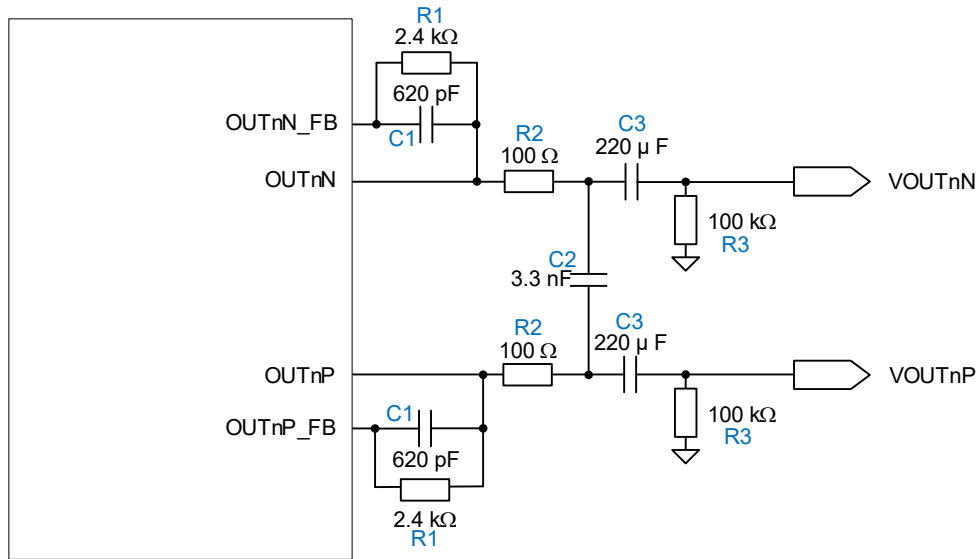 R1
2.4 kΩ
620 pF
C1
OUTnN_FB
R2
100 Ω
C3
220 µ F
OUTnN
VOUTnN
100 kΩ
R3
C2
3.3 nF
R2
100 Ω
C3
220 µ F
OUTnP
VOUTnP
C1
OUTnP_FB
100 kΩ
R3
620 pF
2.4 kΩ
R1